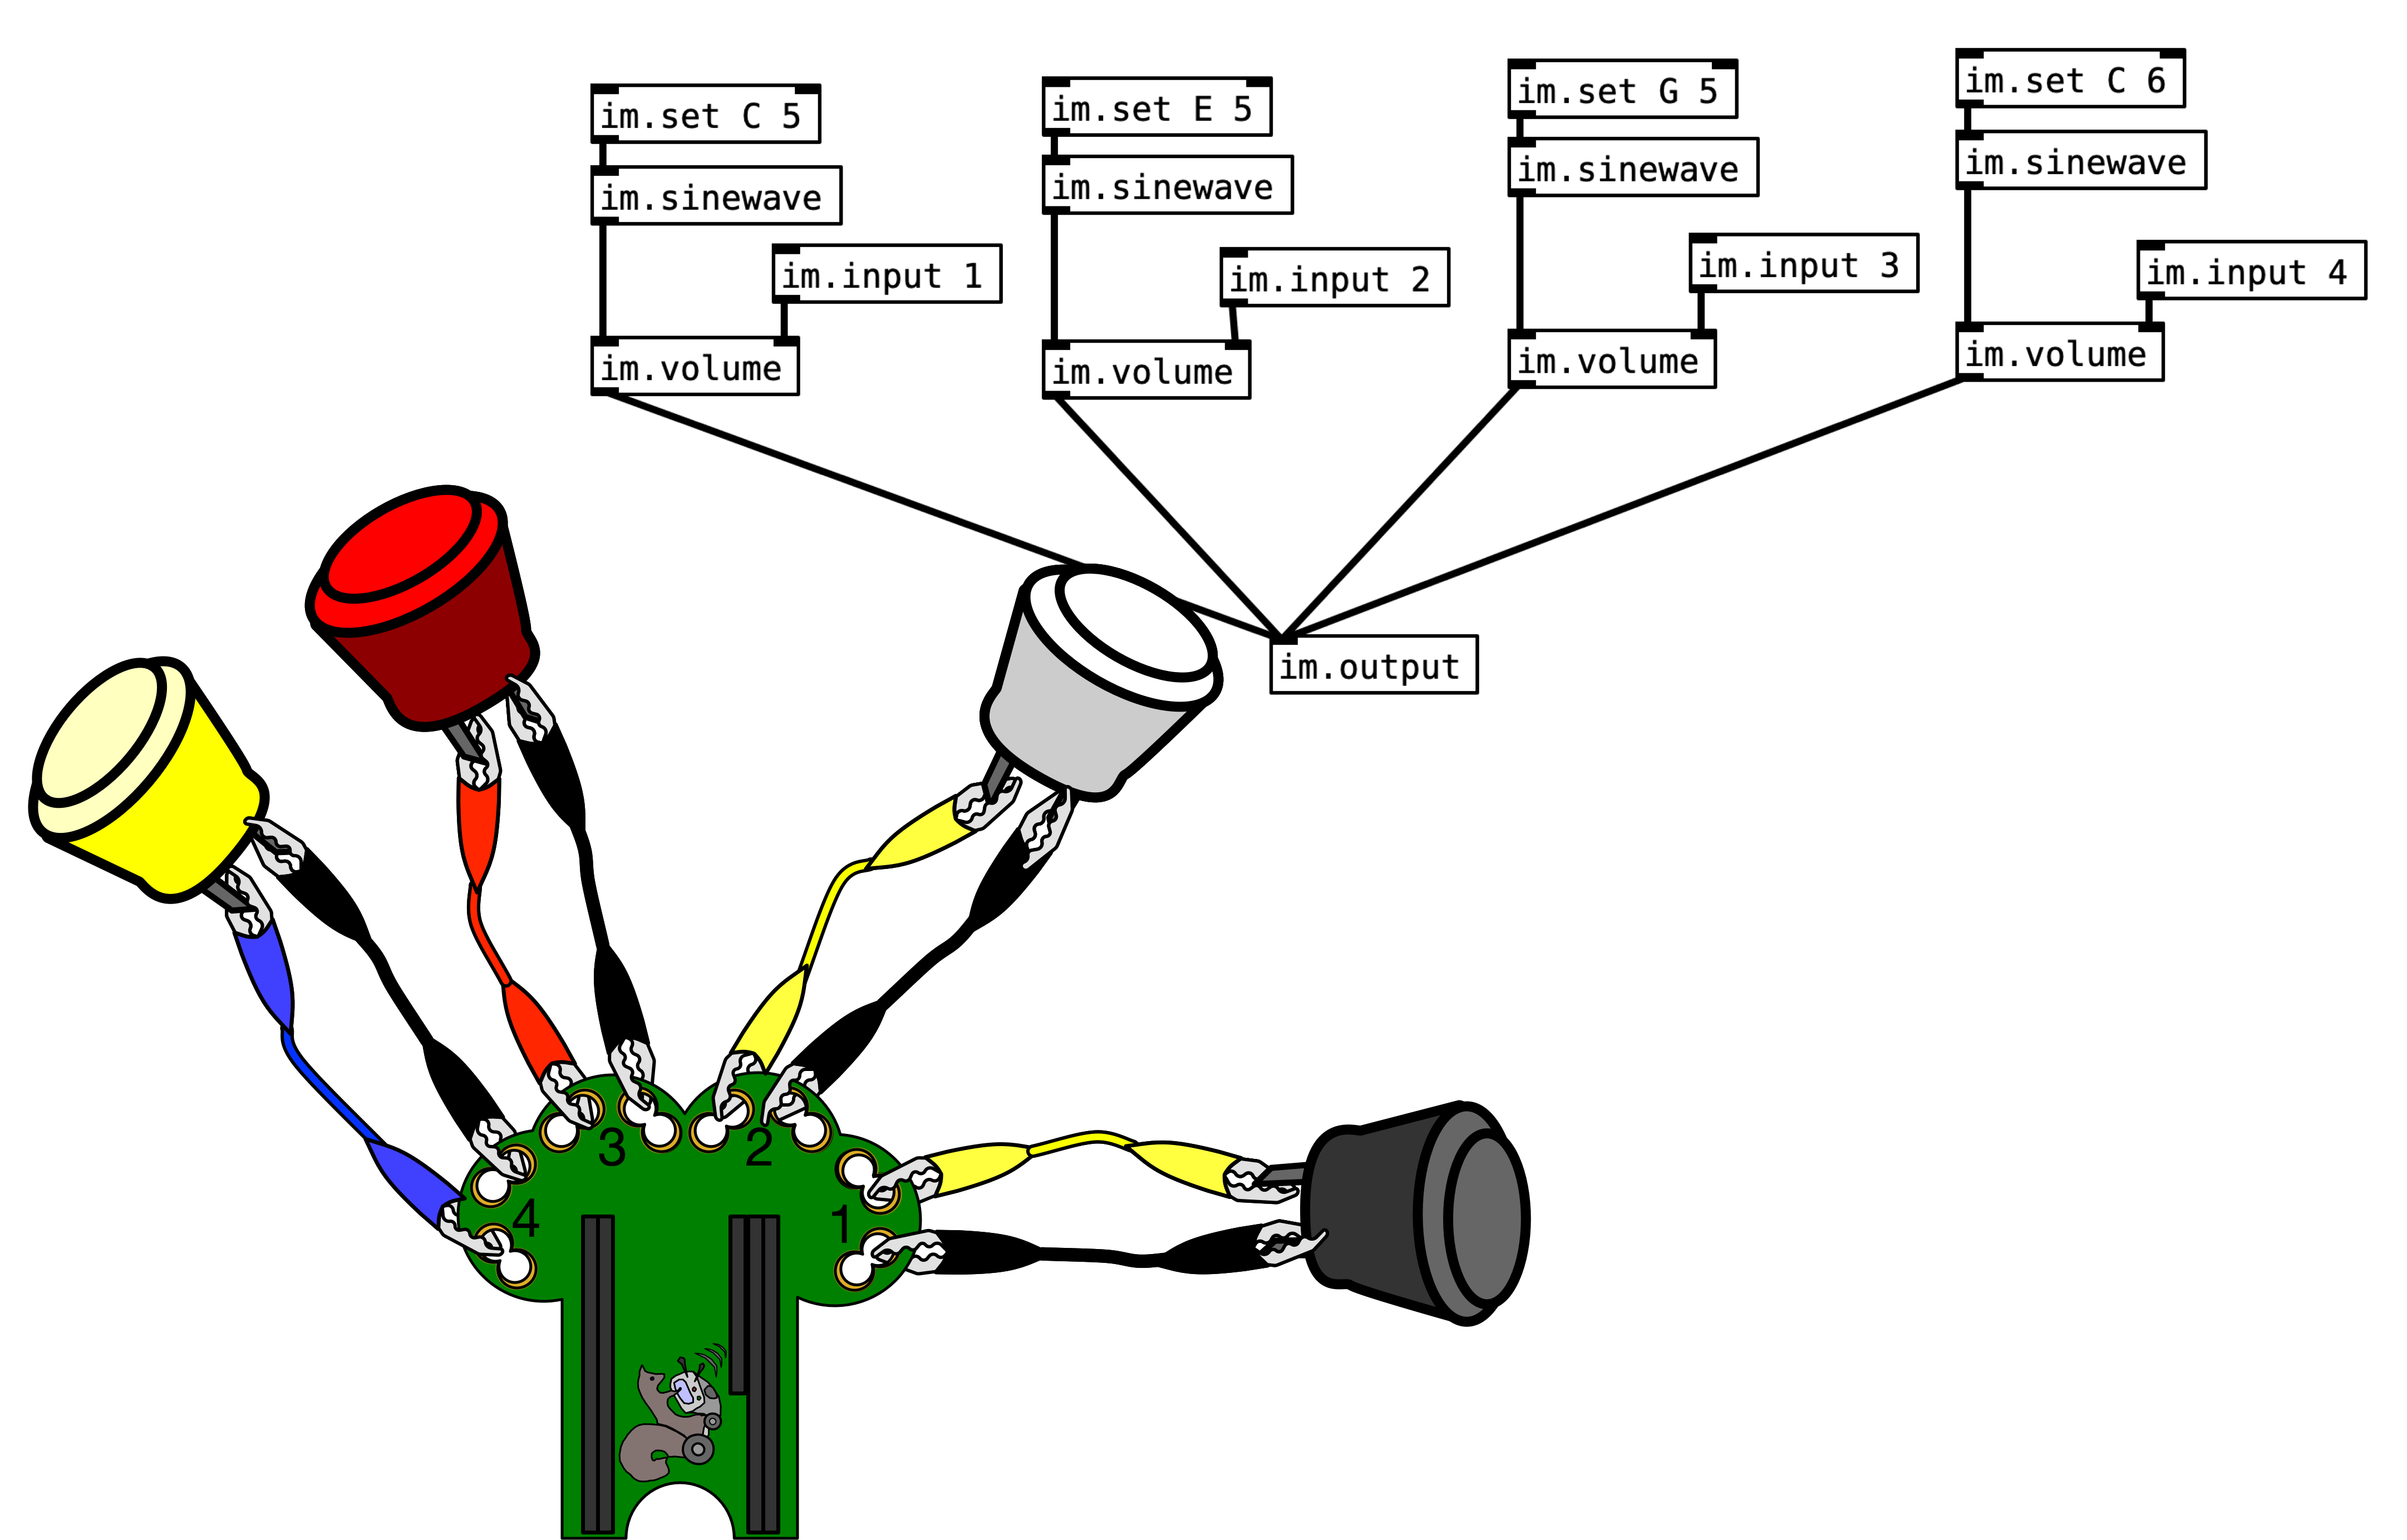 im.set C 5
im.set E 5
im.set G 5
im.set C 6
im.sinewave
im.sinewave
im.sinewave
im.sinewave
im.input 1
im.input 2
im.input 3
im.input 4
im.volume
im.volume
im.volume
im.volume
im.output
3
2
4
1